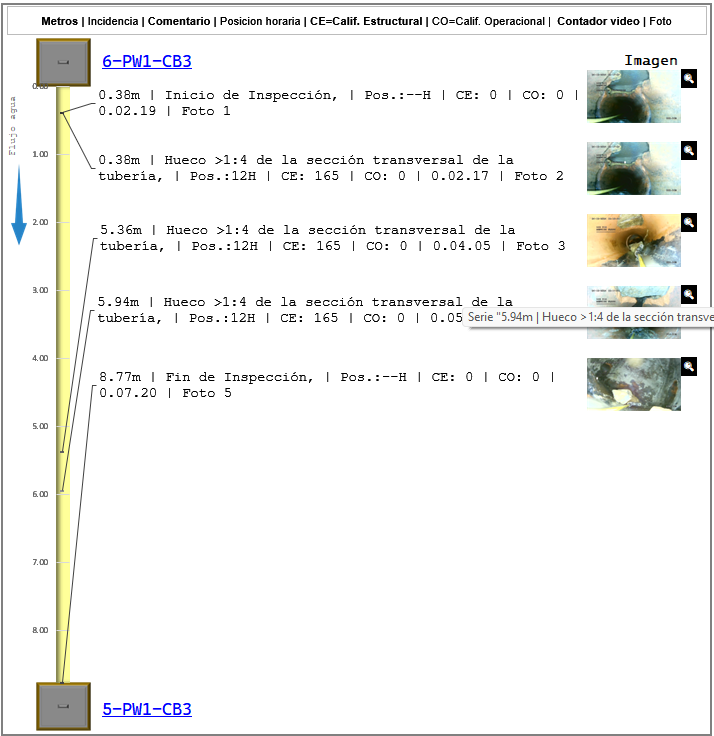 Metros | Incidencia | Comentario | Posicion horaria | CE=Calif. Estructural | CO=Calif. Operacional | Contador video | Foto
6-PW1-CB3
Imagen
0.00
Flujo agua
0.38m | Inicio de Inspección, | Pos.:--H | CE: 0 | CO: 0 |
0.02.19 | Foto 1
1.00
0.38m | Hueco >1:4 de la sección transversal de la
tubería, | Pos.:12H | CE: 165 | CO: 0 | 0.02.17 | Foto 2
2.00
5.36m | Hueco >1:4 de la sección transversal de la
tubería, | Pos.:12H | CE: 165 | CO: 0 | 0.04.05 | Foto 3
3.00
5.94m | Hueco >1:4 de la sección transversal de la
tubería, | Pos.:12H | CE: 165 | CO: 0 | 0.05
Serie "5.94m | Hueco >1:4 de la sección transve
4.00
8.77m | Fin de Inspección, | Pos.:--H | CE: 0 | CO: 0 |
0.07.20 | Foto 5
5.00
6.00
7.00
8.00
5-PW1-CB3